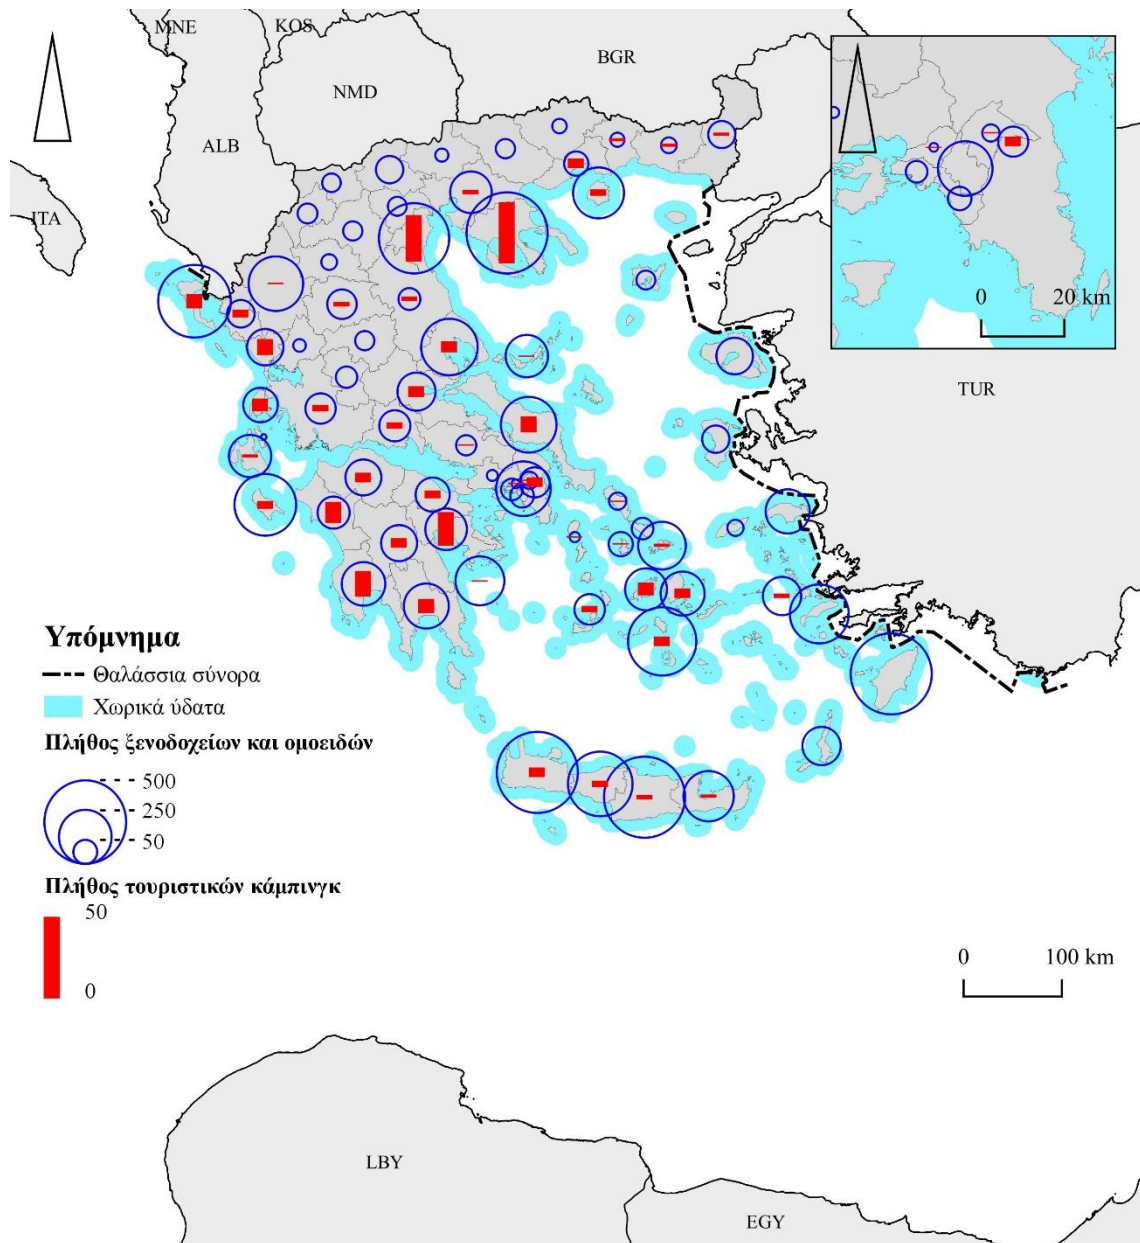 MNE
KOS
BGR
NMD
ALB
ITA
TUR
0 20 km
Υπόμνημα
Θαλάσσια σύνορα
Χωρικά ύδατα
Πλήθος ξενοδοχείων και ομοειδών
500
250
50
Πλήθος τουριστικών κάμπινγκ
50
0
0 100 km
LBY
EGY